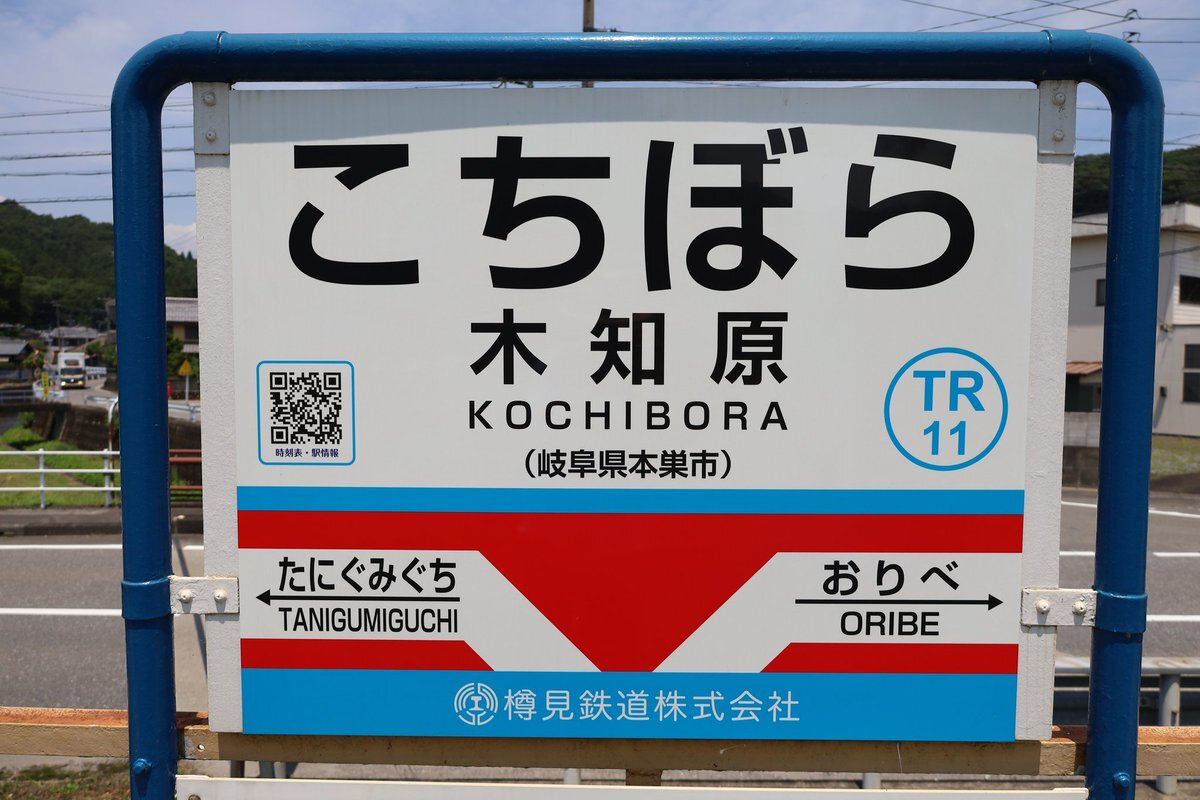 こちぼら
木知原
KOCHIBORA
(岐阜県本巣市)
時刻表・駅情報
TR
11
たにぐみぐち
TANIGUMIGUCHI
おりべ
ORIBE
樽見鉄道株式会社